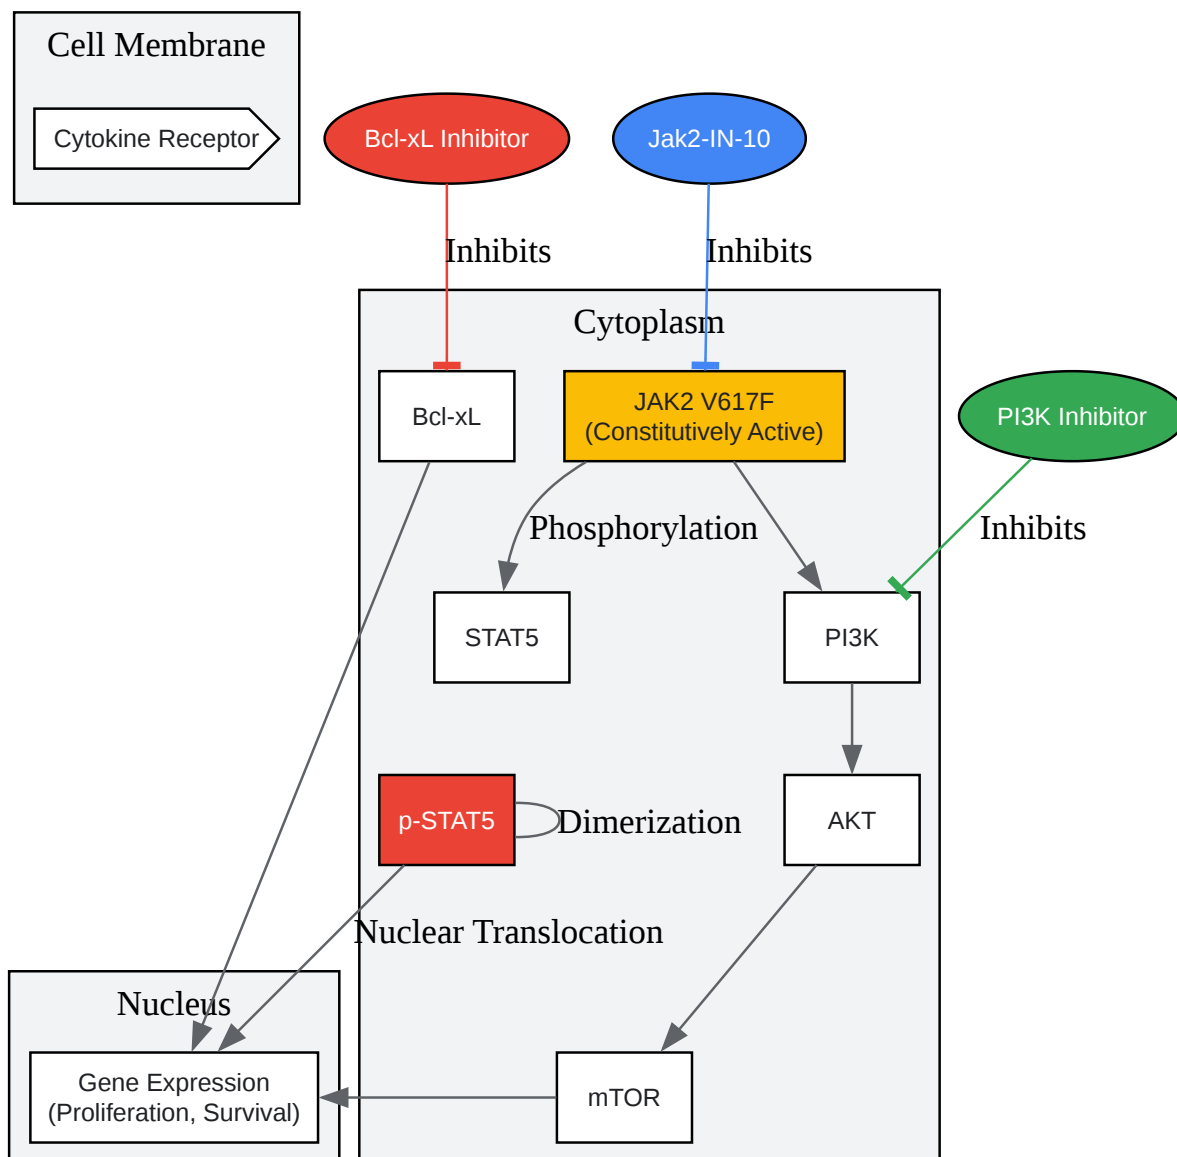 Cell Membrane
Cytokine Receptor
Bcl-xL Inhibitor
Jak2-IN-10
Inhibits
Inhibits
Cytoplasm
Bcl-xL
JAK2 V617F
(Constitutively Active)
PI3K Inhibitor
Phosphorylation
Inhibits
STAT5
PI3K
p-STAT5
Dimerization
AKT
Nuclear Translocation
Nucleus
Gene Expression
(Proliferation, Survival)
mTOR